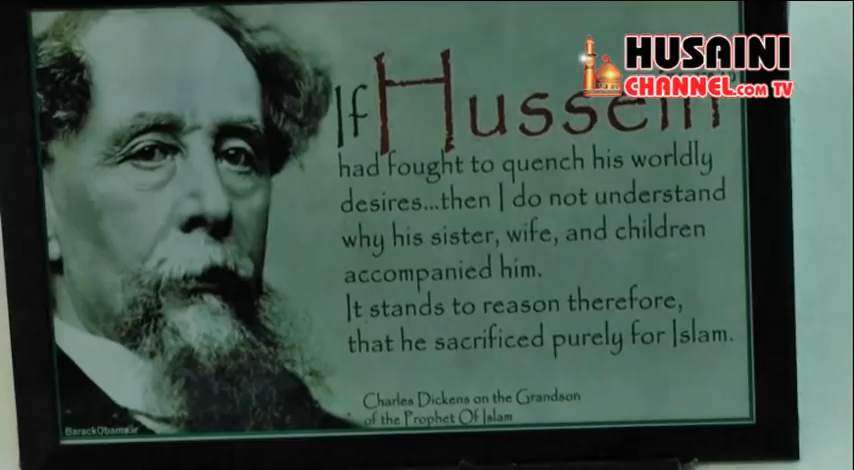 HUSAINI
CHANNEL.com TV
If Hussein
had fought to quench his worldly
desires...then I do not understand
why his sister, wife, and children
accompanied him.
It stands to reason therefore,
that he sacrificed purely for Islam.
Charles Dickens on the Grandson
of the Prophet Of Islam
BarackObama.ir